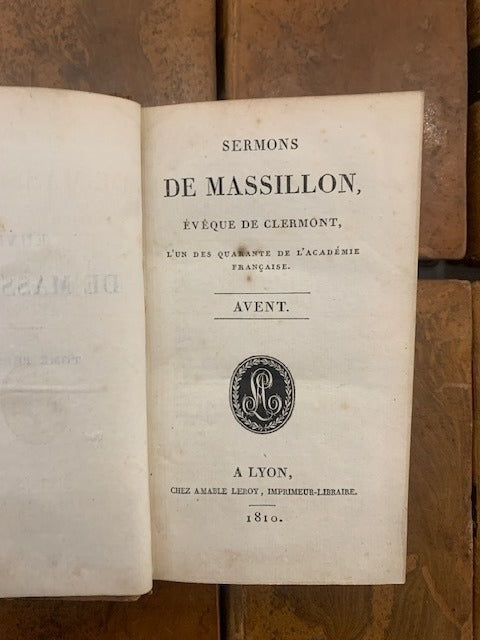 SERMONS
DE MASSILLON,
ÉVÊQUE DE CLERMONT,
L'UN DES QUARANTE DE L'ACADÉMIE
FRANÇAISE.
AVENT.
A LYON,
CHEZ AMABLE LEROY, IMPRIMEUR-LIBRAIRE.
1810.